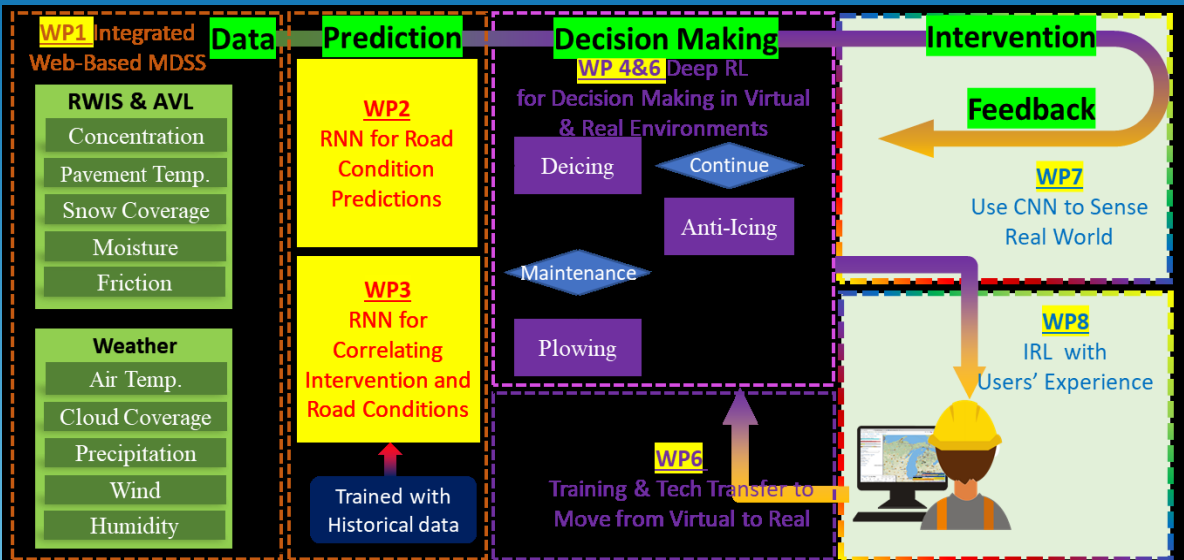 WP1 Integrated
Web-Based MDSS
Data
RWIS & AVL
Concentration
Pavement Temp.
Snow Coverage
Moisture
Friction
Weather
Air Temp.
Cloud Coverage
Precipitation
Wind
Humidity
Prediction
WP2
RNN for Road
Condition
Predictions
WP3
RNN for
Correlating
Intervention and
Road Conditions
Trained with
Historical data
Decision Making
WP 4&6 Deep RL
for Decision Making in Virtual
& Real Environments
Deicing
Continue
Anti-Icing
Maintenance
Plowing
WP6
Training & Tech Transfer to
Move from Virtual to Real
Intervention
Feedback
WP7
Use CNN to Sense
Real World
WP8
IRL with
Users' Experience